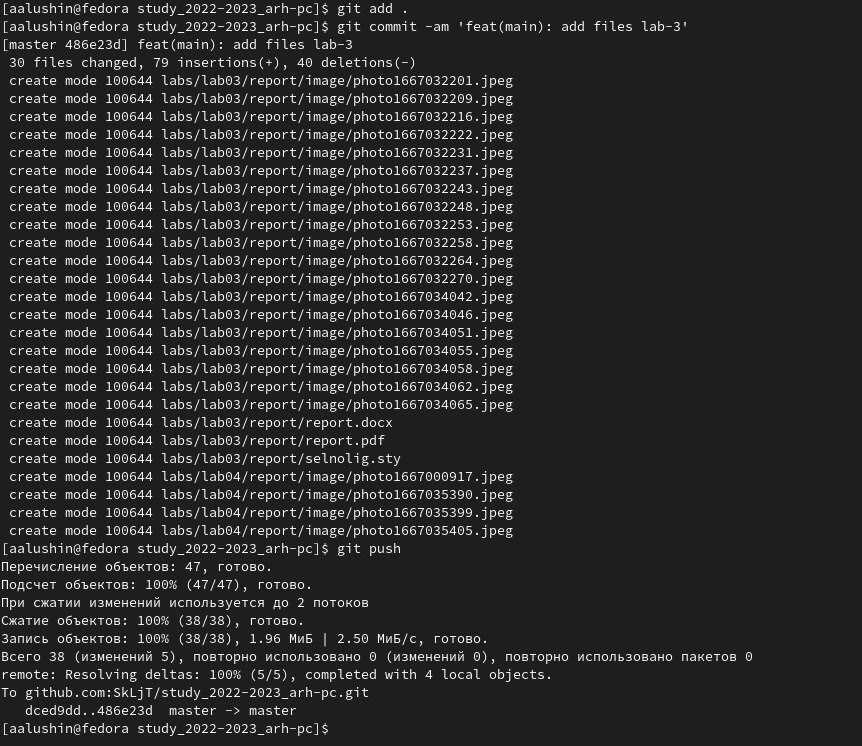 [aalushin@fedora study_2022-2023_arh-pc]$ git add .
[aalushin@fedora study_2022-2023_arh-pc]$ git commit -am 'feat(main): add files lab-3'
[master 486e23d] feat(main): add files lab-3
 30 files changed, 79 insertions(+), 40 deletions(-)
 create mode 100644 labs/lab03/report/image/photo1667032201.jpeg
 create mode 100644 labs/lab03/report/image/photo1667032209.jpeg
 create mode 100644 labs/lab03/report/image/photo1667032216.jpeg
 create mode 100644 labs/lab03/report/image/photo1667032222.jpeg
 create mode 100644 labs/lab03/report/image/photo1667032231.jpeg
 create mode 100644 labs/lab03/report/image/photo1667032237.jpeg
 create mode 100644 labs/lab03/report/image/photo1667032243.jpeg
 create mode 100644 labs/lab03/report/image/photo1667032248.jpeg
 create mode 100644 labs/lab03/report/image/photo1667032253.jpeg
 create mode 100644 labs/lab03/report/image/photo1667032258.jpeg
 create mode 100644 labs/lab03/report/image/photo1667032264.jpeg
 create mode 100644 labs/lab03/report/image/photo1667032270.jpeg
 create mode 100644 labs/lab03/report/image/photo1667034042.jpeg
 create mode 100644 labs/lab03/report/image/photo1667034046.jpeg
 create mode 100644 labs/lab03/report/image/photo1667034051.jpeg
 create mode 100644 labs/lab03/report/image/photo1667034055.jpeg
 create mode 100644 labs/lab03/report/image/photo1667034058.jpeg
 create mode 100644 labs/lab03/report/image/photo1667034062.jpeg
 create mode 100644 labs/lab03/report/image/photo1667034065.jpeg
 create mode 100644 labs/lab03/report/report.docx
 create mode 100644 labs/lab03/report/report.pdf
 create mode 100644 labs/lab03/report/selnolig.sty
 create mode 100644 labs/lab04/report/image/photo1667000917.jpeg
 create mode 100644 labs/lab04/report/image/photo1667035390.jpeg
 create mode 100644 labs/lab04/report/image/photo1667035399.jpeg
 create mode 100644 labs/lab04/report/image/photo1667035405.jpeg
[aalushin@fedora study_2022-2023_arh-pc]$ git push
Перечисление объектов: 47, готово.
Подсчет объектов: 100% (47/47), готово.
При сжатии изменений используется до 2 потоков
Сжатие объектов: 100% (38/38), готово.
Запись объектов: 100% (38/38), 1.96 МиБ | 2.50 МиБ/с, готово.
Всего 38 (изменений 5), повторно использовано 0 (изменений 0), повторно использовано пакетов 0
remote: Resolving deltas: 100% (5/5), completed with 4 local objects.
To github.com:SkLjT/study_2022-2023_arh-pc.git
   dced9dd..486e23d  master -> master
[aalushin@fedora study_2022-2023_arh-pc]$